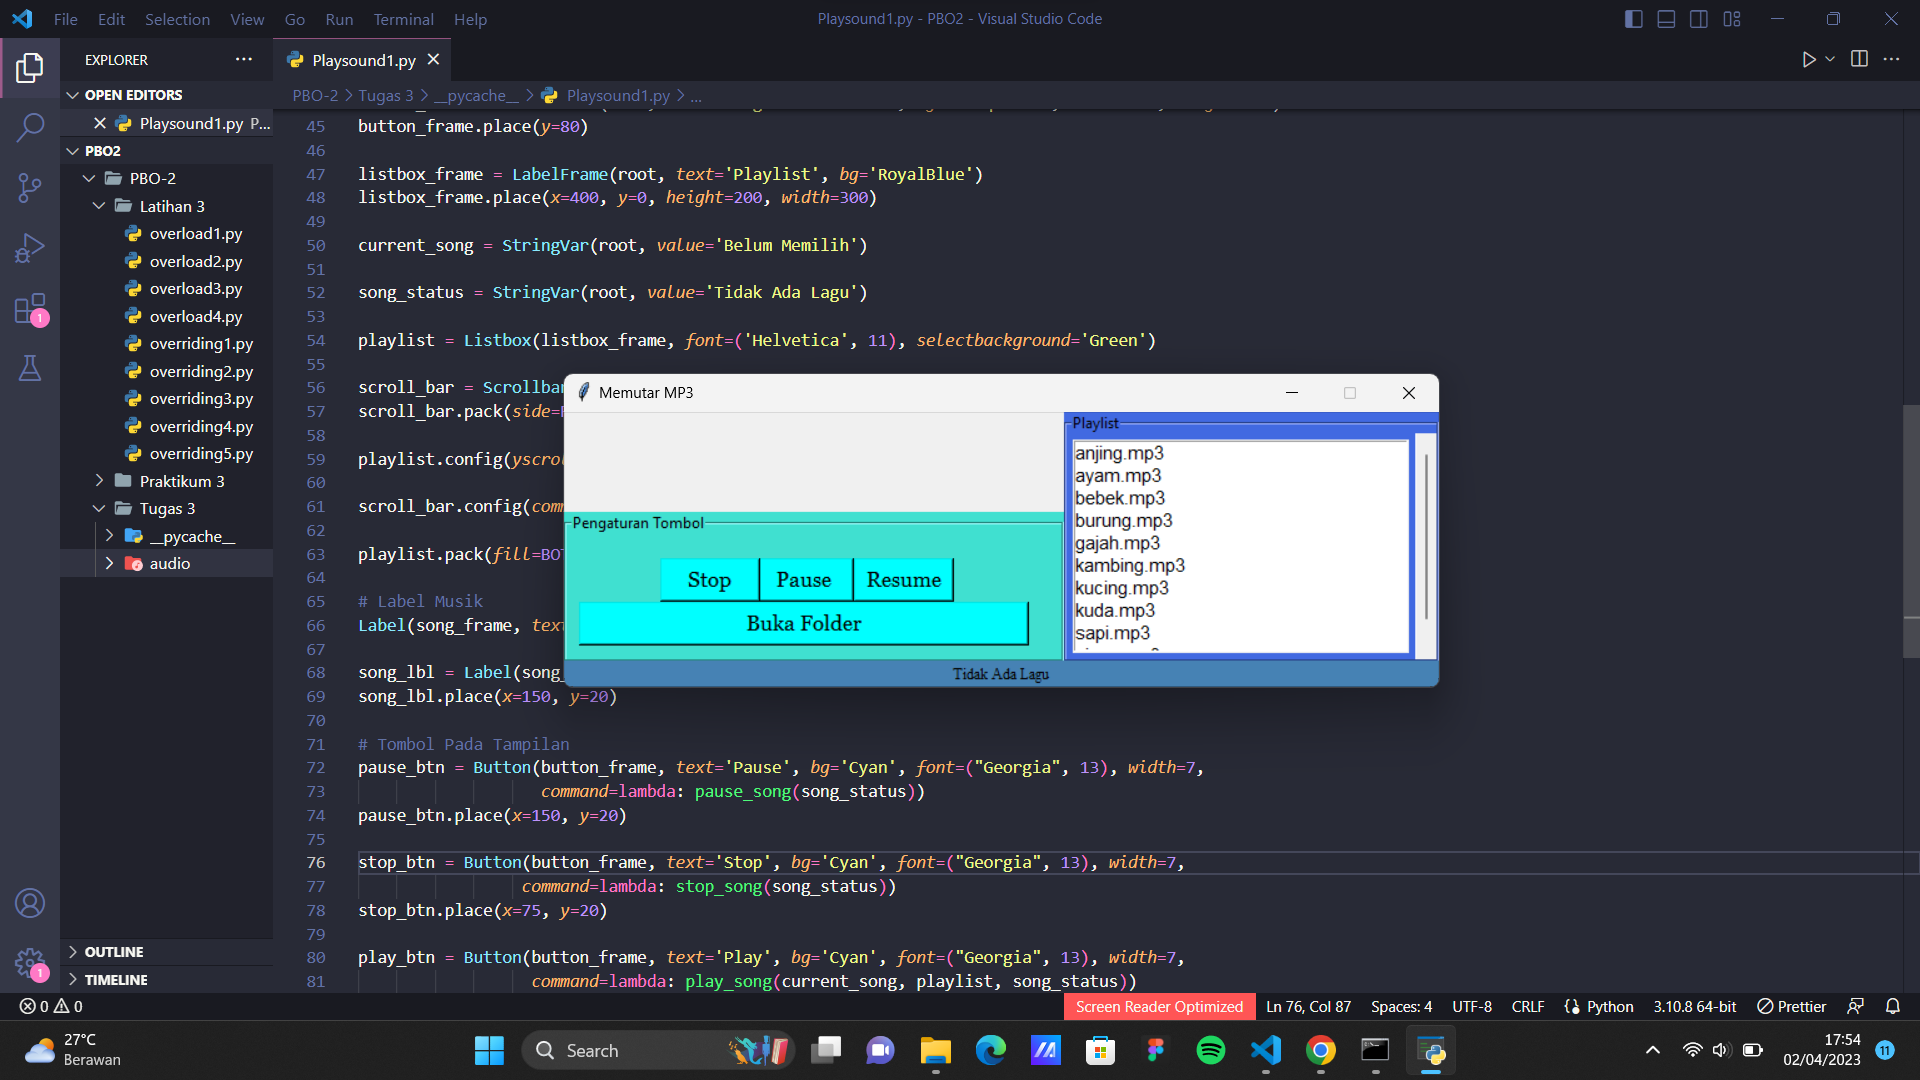 File Edit Selection View Go Run Terminal Help
Playsound1.py - PBO2 - Visual Studio Code
EXPLORER
OPEN EDITORS
Playsound1.py P...
PBO2
PBO-2
Latihan 3
overload1.py
overload2.py
overload3.py
overload4.py
overriding1.py
overriding2.py
overriding3.py
overriding4.py
overriding5.py
Praktikum 3
Tugas 3
__pycache__
audio
OUTLINE
TIMELINE
1
1
Playsound1.py
PBO-2 > Tugas 3 > __pycache__ > Playsound1.py > ...
45 button_frame.place(y=80)
46
47 listbox_frame = LabelFrame(root, text='Playlist', bg='RoyalBlue')
48 listbox_frame.place(x=400, y=0, height=200, width=300)
49
50 current_song = StringVar(root, value='Belum Memilih')
51
52 song_status = StringVar(root, value='Tidak Ada Lagu')
53
54 playlist = Listbox(listbox_frame, font=('Helvetica', 11), selectbackground='Green')
55
56 scroll_bar = Scrollbar
57 scroll_bar.pack(side=
58
59 playlist.config(yscrol
60
61 scroll_bar.config(com
62
63 playlist.pack(fill=BOT
64
65 # Label Musik
66 Label(song_frame, tex
67
68 song_lbl = Label(song_
69 song_lbl.place(x=150, y=20)
70
71 # Tombol Pada Tampilan
72 pause_btn = Button(button_frame, text='Pause', bg='Cyan', font=("Georgia", 13), width=7,
73 command=lambda: pause_song(song_status))
74 pause_btn.place(x=150, y=20)
75
76 stop_btn = Button(button_frame, text='Stop', bg='Cyan', font=("Georgia", 13), width=7,
77 command=lambda: stop_song(song_status))
78 stop_btn.place(x=75, y=20)
79
80 play_btn = Button(button_frame, text='Play', bg='Cyan', font=("Georgia", 13), width=7,
81 command=lambda: play_song(current_song, playlist, song_status))
Memutar MP3
Pengaturan Tombol
Stop Pause Resume
Buka Folder
Playlist
anjing.mp3
ayam.mp3
bebek.mp3
burung.mp3
gajah.mp3
kambing.mp3
kucing.mp3
kuda.mp3
sapi.mp3
Tidak Ada Lagu
0 0
Screen Reader Optimized Ln 76, Col 87 Spaces: 4 UTF-8 CRLF Python 3.10.8 64-bit Prettier
27°C
Berawan
Search
17:54
02/04/2023
11